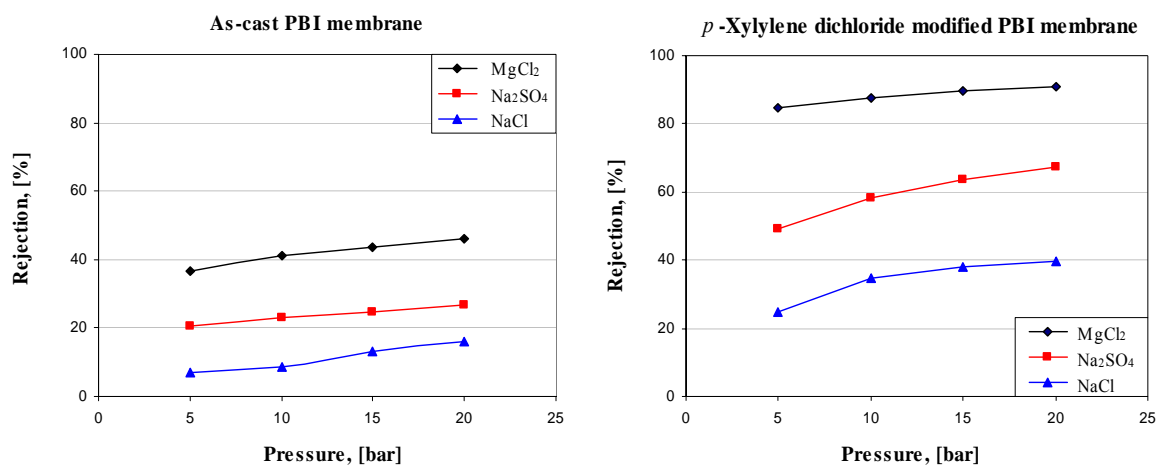 As-cast PBI membrane
Rejection, [%]
100
80
60
40
20
0
MgCl₂
Na₂SO₄
NaCl
0 5 10 15 20 25
Pressure, [bar]
p -Xylylene dichloride modified PBI membrane
Rejection, [%]
100
80
60
40
20
0
MgCl₂
Na₂SO₄
NaCl
0 5 10 15 20 25
Pressure, [bar]